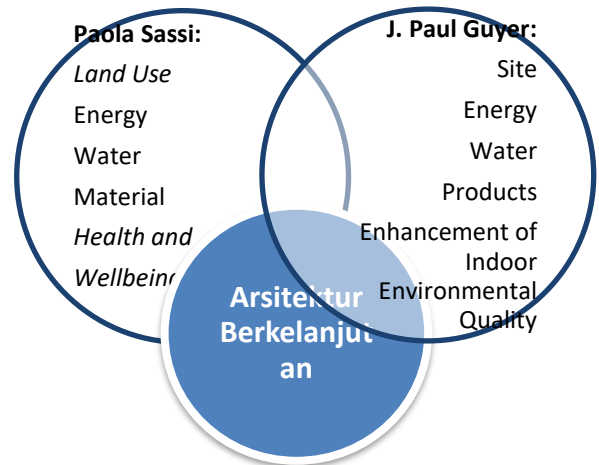 Paola Sassi:
Land Use
Energy
Water
Material
Health and
Wellbeing
J. Paul Guyer:
Site
Energy
Water
Products
Enhancement of
Indoor
Environmental
Quality
Arsitektur
Berkelanjut
an